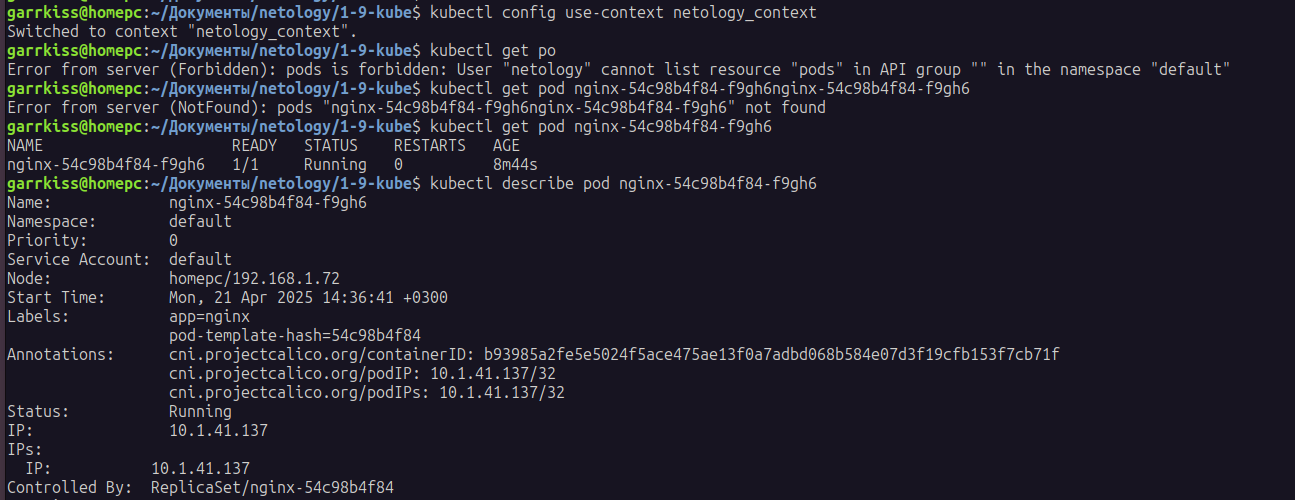 garrkiss@homepc:~/Документы/netology/1-9-kube$ kubectl config use-context netology_context
Switched to context "netology_context".
garrkiss@homepc:~/Документы/netology/1-9-kube$ kubectl get po
Error from server (Forbidden): pods is forbidden: User "netology" cannot list resource "pods" in API group "" in the namespace "default"
garrkiss@homepc:~/Документы/netology/1-9-kube$ kubectl get pod nginx-54c98b4f84-f9gh6nginx-54c98b4f84-f9gh6
Error from server (NotFound): pods "nginx-54c98b4f84-f9gh6nginx-54c98b4f84-f9gh6" not found
garrkiss@homepc:~/Документы/netology/1-9-kube$ kubectl get pod nginx-54c98b4f84-f9gh6
NAME                     READY   STATUS    RESTARTS   AGE
nginx-54c98b4f84-f9gh6   1/1     Running   0          8m44s
garrkiss@homepc:~/Документы/netology/1-9-kube$ kubectl describe pod nginx-54c98b4f84-f9gh6
Name:             nginx-54c98b4f84-f9gh6
Namespace:        default
Priority:         0
Service Account:  default
Node:             homepc/192.168.1.72
Start Time:       Mon, 21 Apr 2025 14:36:41 +0300
Labels:           app=nginx
                  pod-template-hash=54c98b4f84
Annotations:      cni.projectcalico.org/containerID: b93985a2fe5e5024f5ace475ae13f0a7adbd068b584e07d3f19cfb153f7cb71f
                  cni.projectcalico.org/podIP: 10.1.41.137/32
                  cni.projectcalico.org/podIPs: 10.1.41.137/32
Status:           Running
IP:               10.1.41.137
IPs:
  IP:           10.1.41.137
Controlled By:  ReplicaSet/nginx-54c98b4f84